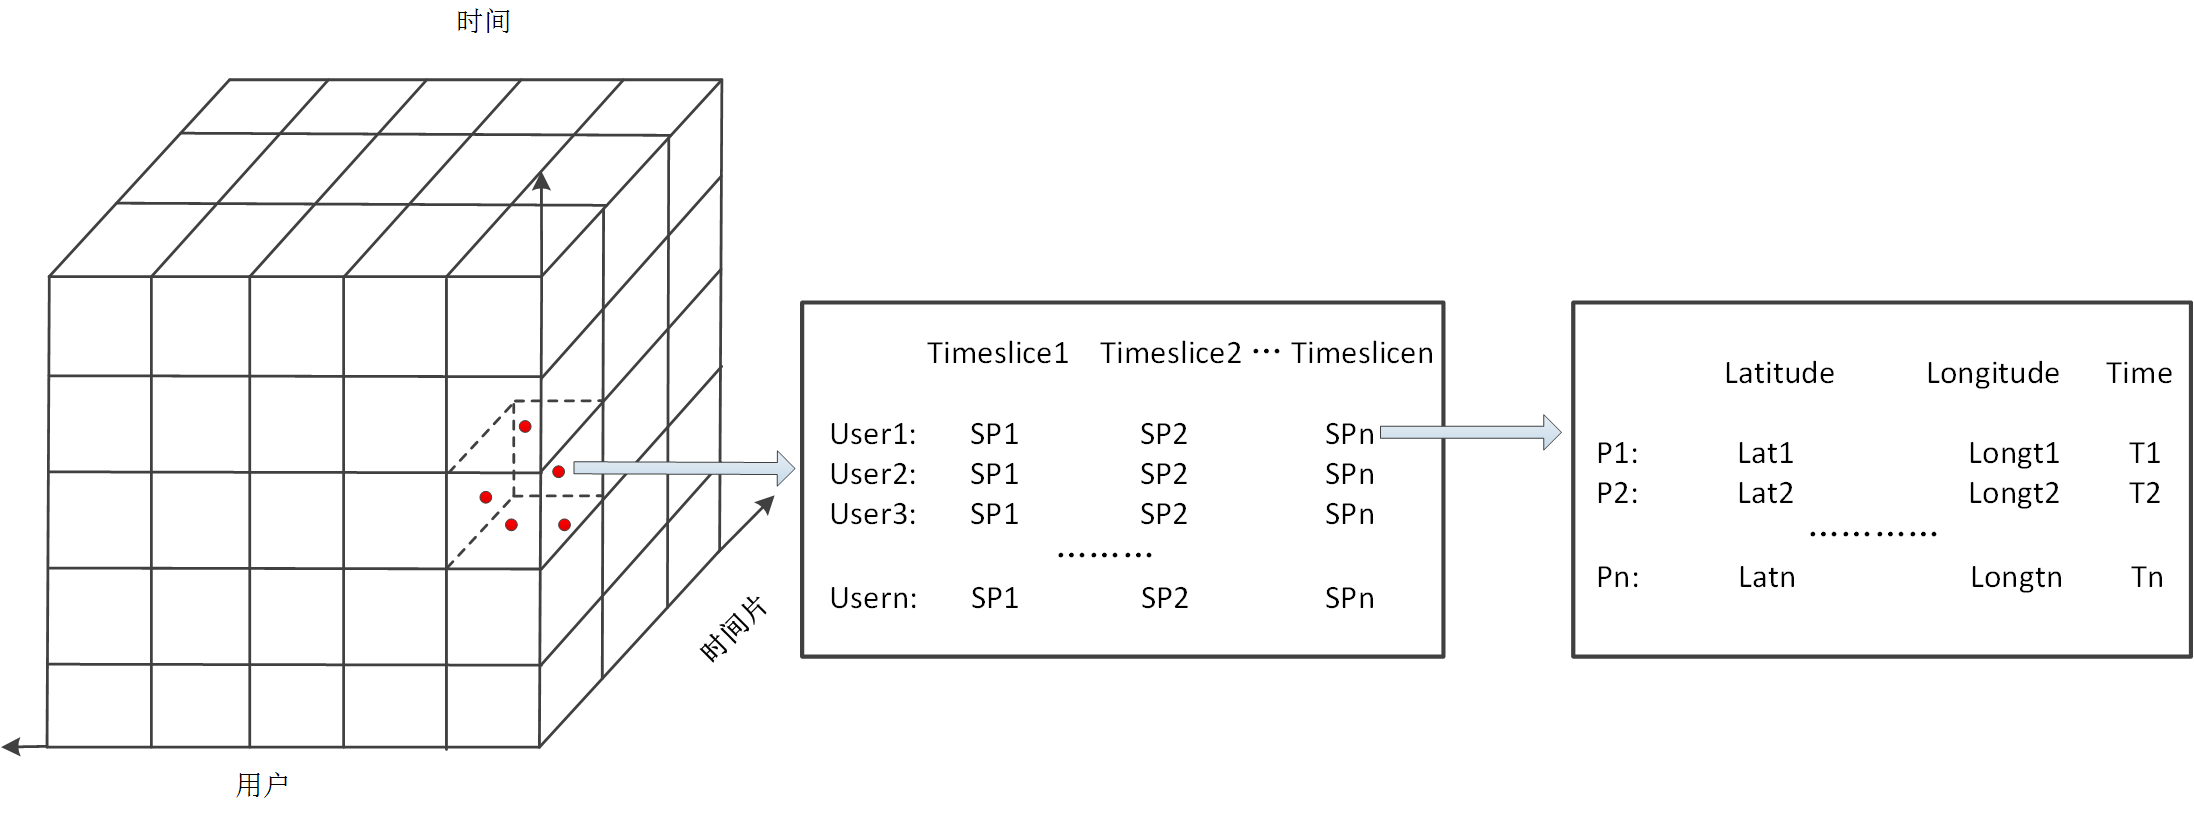 时间
用户
时间片
Timeslice1 Timeslice2 ··· Timeslicen
User1: SP1 SP2 SPn
User2: SP1 SP2 SPn
User3: SP1 SP2 SPn
·········
Usern: SP1 SP2 SPn
Latitude Longitude Time
P1: Lat1 Longt1 T1
P2: Lat2 Longt2 T2
············
Pn: Latn Longtn Tn